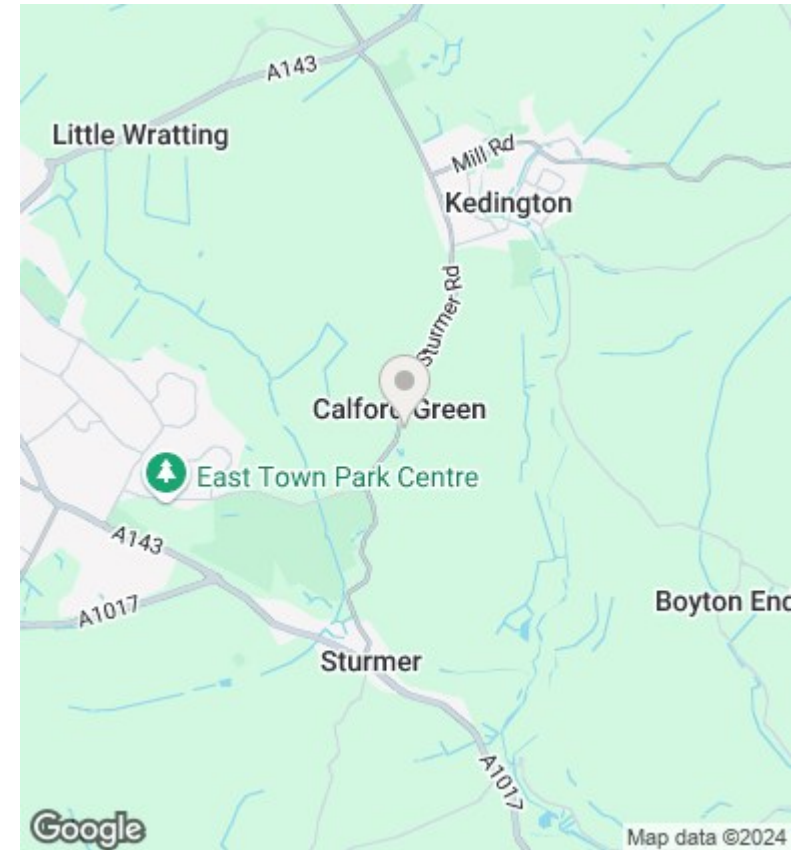 A143
Little Wratting
Mill Rd
Kedington
Sturmer Rd
Calford Green
East Town Park Centre
A143
A1017
Boyton End
Sturmer
A1017
Google
Map data ©2024